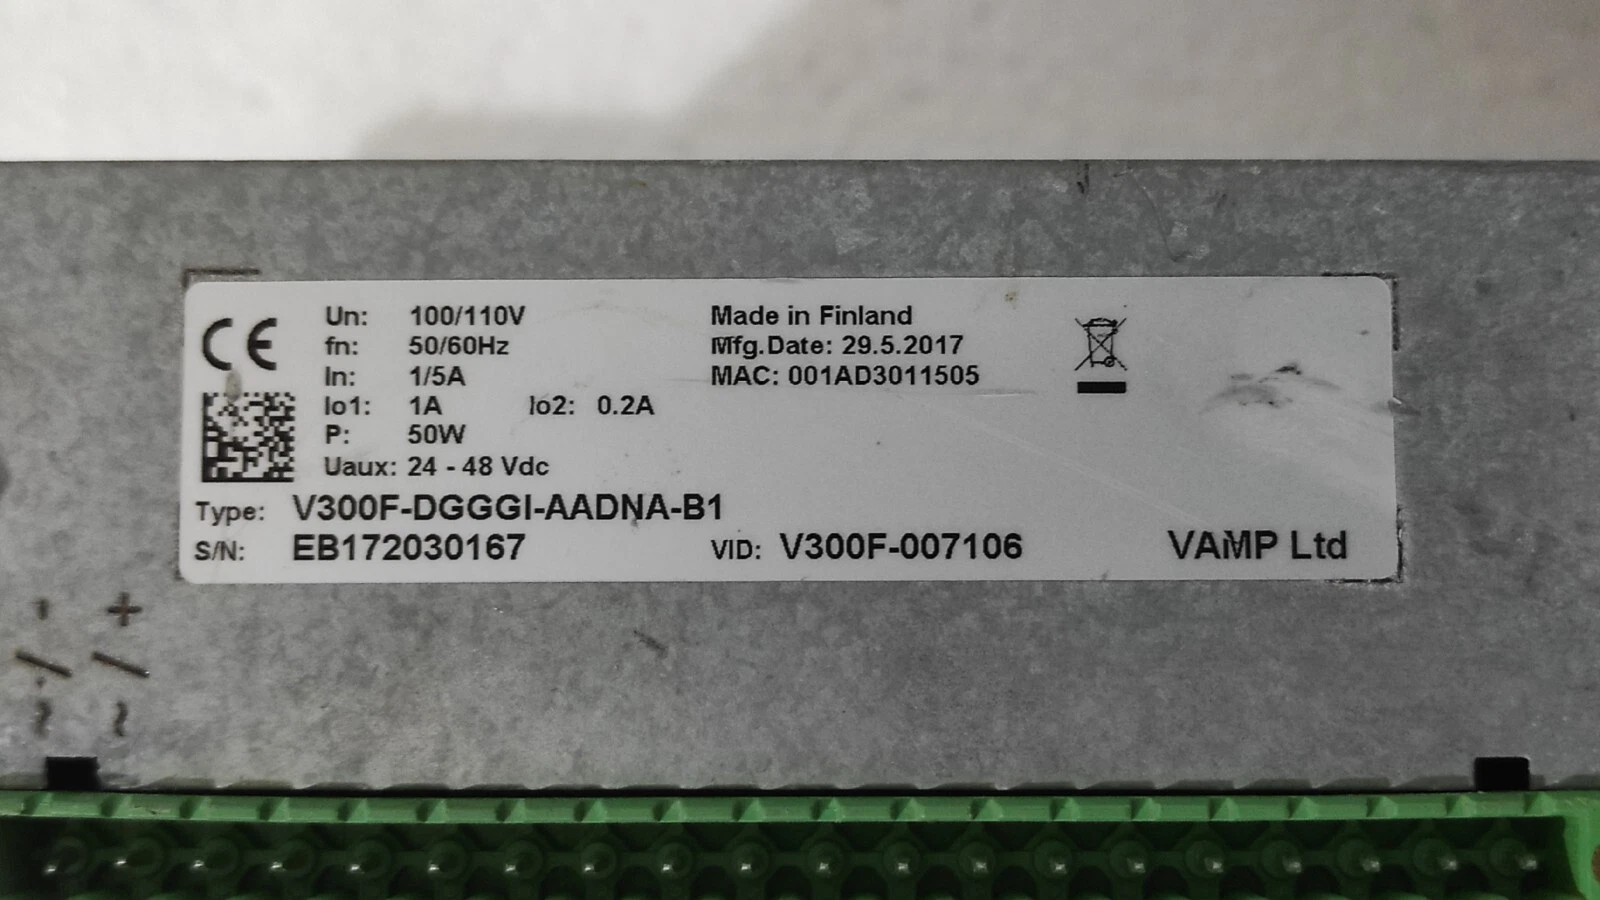 CE
Un: 100/110V
fn: 50/60Hz
In: 1/5A
Io1: 1A Io2: 0.2A
P: 50W
Uaux: 24 - 48 Vdc
Made in Finland
Mfg.Date: 29.5.2017
MAC: 001AD3011505
Type: V300F-DGGGI-AADNA-B1
S/N: EB172030167
VID: V300F-007106
VAMP Ltd
- +
/ /
~ ~